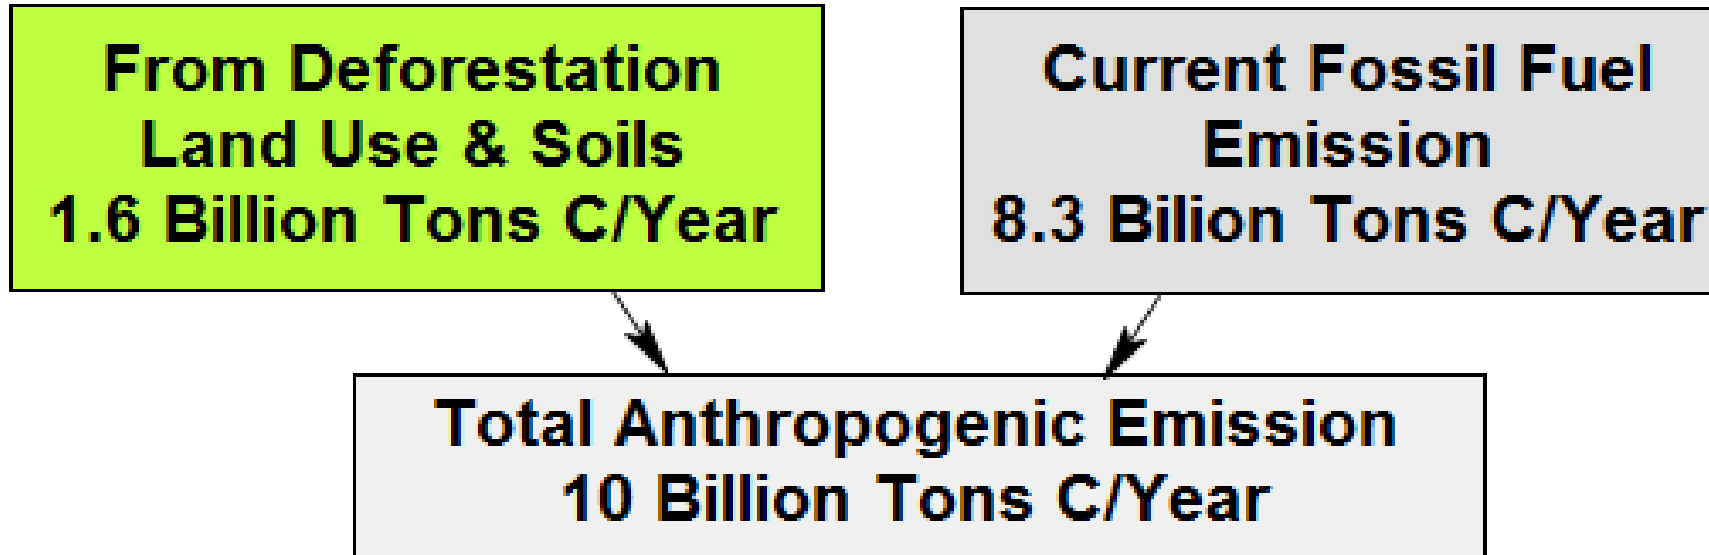 From Deforestation
Land Use & Soils
1.6 Billion Tons C/Year
Current Fossil Fuel
Emission
8.3 Bilion Tons C/Year
Total Anthropogenic Emission
10 Billion Tons C/Year